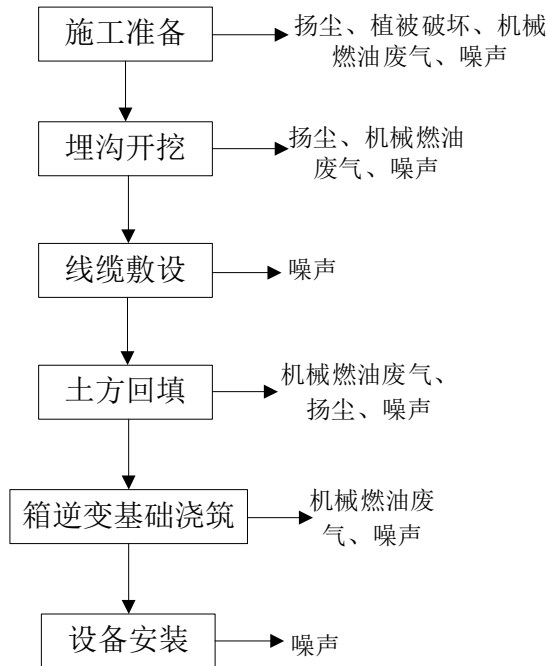 施工准备
扬尘、植被破坏、机械
燃油废气、噪声
埋沟开挖
扬尘、机械燃油
废气、噪声
线缆敷设
噪声
土方回填
机械燃油废气、
扬尘、噪声
箱逆变基础浇筑
机械燃油废
气、噪声
设备安装
噪声